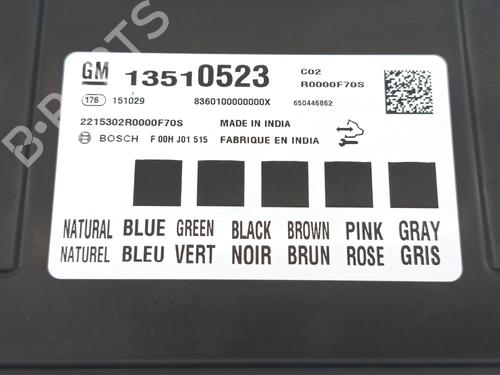 B-PARTS
GM 13510523 C02
R0000F70S
176 151029 8360100000000X 650446862
2215302R0000F70S MADE IN INDIA
BOSCH F 00H J01 515 FABRIQUE EN INDIA
NATURAL BLUE GREEN BLACK BROWN PINK GRAY
NATUREL BLEU VERT NOIR BRUN ROSE GRIS